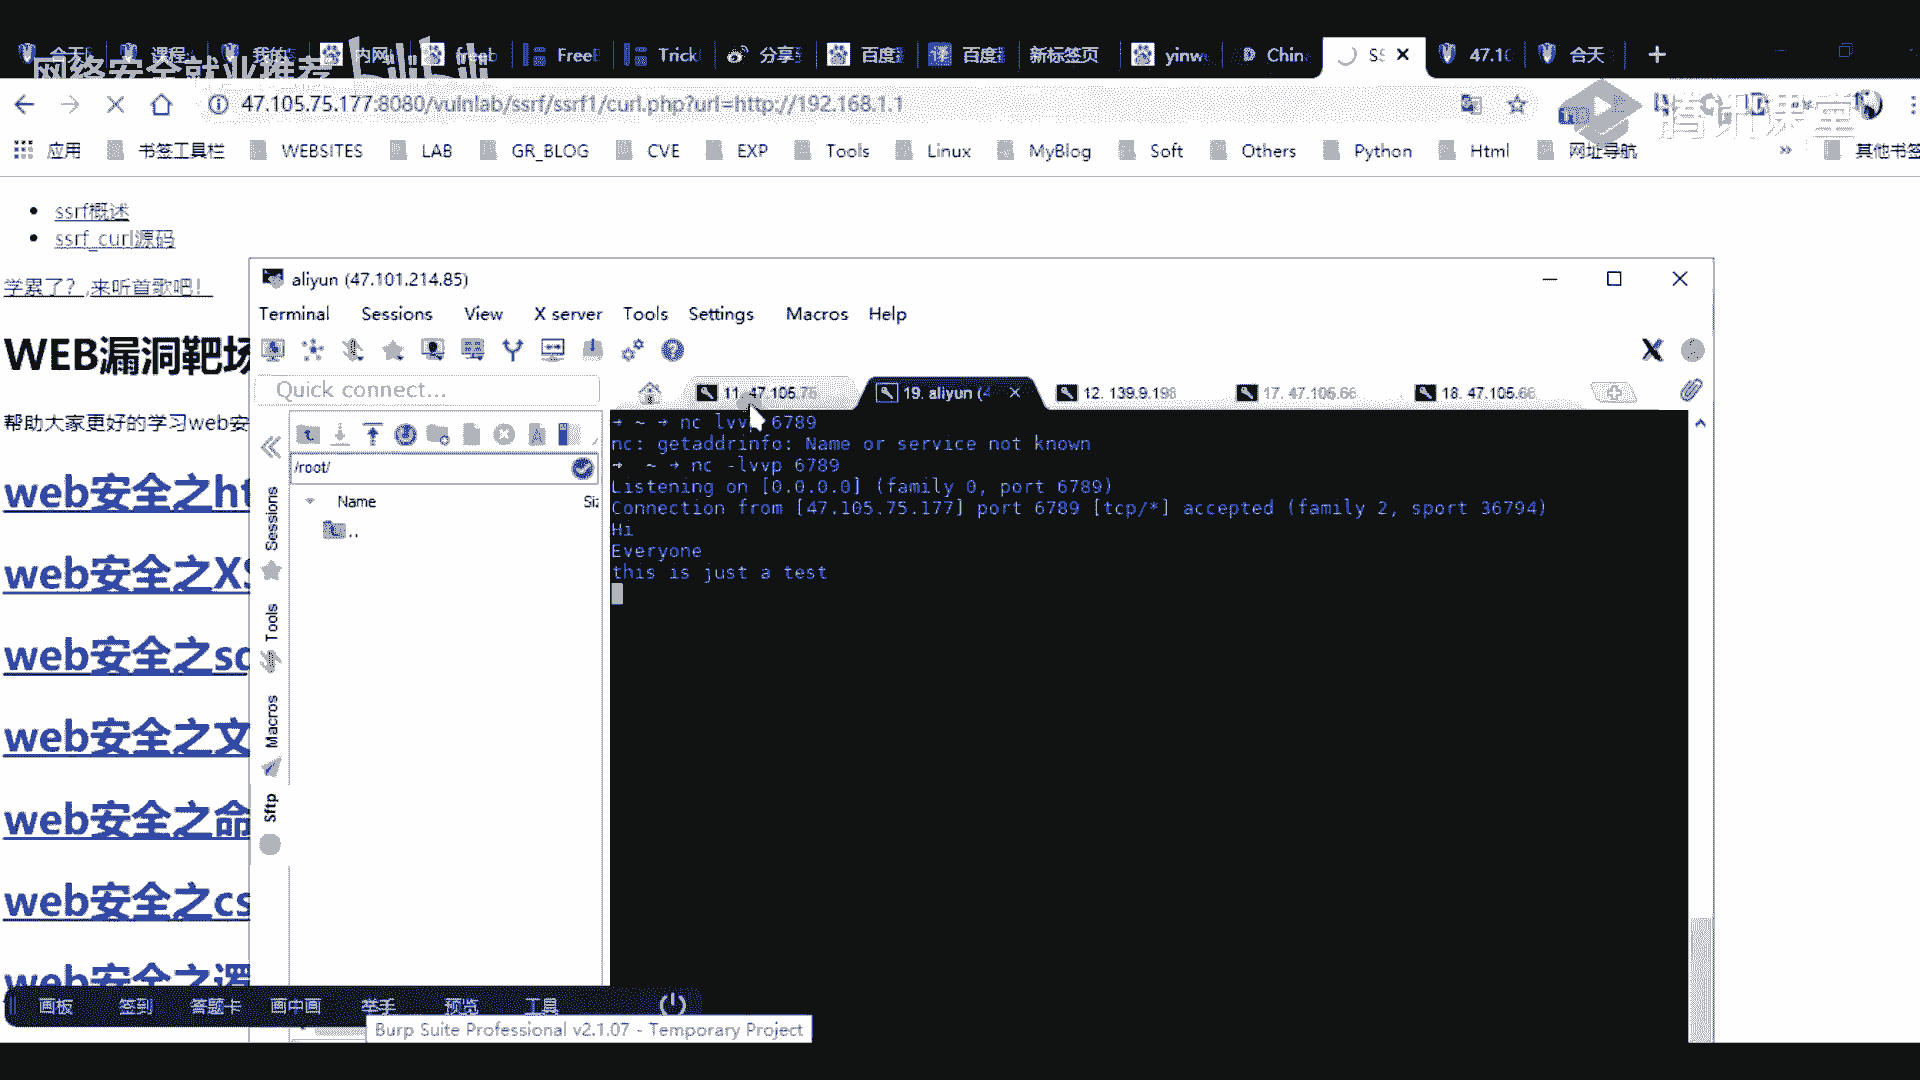 合天 课程 我的 内网 freeb Free Trick 分享 百度 百度 新标签页 yinw Chin SS 47.10 合天
网络安全就业推荐 bilibili
47.105.75.177:8080/vulnlab/ssrf/ssrf1/curl.php?url=http://192.168.1.1
腾讯课堂
应用 书签工具栏 WEBSITES LAB GR_BLOG CVE EXP Tools Linux MyBlog Soft Others Python Html 网址导航 » 其他书签
ssrf概述
ssrf_curl源码
学累了？,来听首歌吧！
WEB漏洞靶场
帮助大家更好的学习web安
web安全之ht
web安全之XS
web安全之sq
web安全之文
web安全之命
web安全之cs
web安全之逻
aliyun (47.101.214.85)
Terminal Sessions View X server Tools Settings Macros Help
Quick connect...
11. 47.105.75 19. aliyun (4 12. 139.9.198 17. 47.105.66 18. 47.105.66
/root/
Name Siz
..
Sessions
Tools
Macros
Sftp
→ ~ → nc lvvp 6789
nc: getaddrinfo: Name or service not known
→ ~ → nc -lvvp 6789
Listening on [0.0.0.0] (family 0, port 6789)
Connection from [47.105.75.177] port 6789 [tcp/*] accepted (family 2, sport 36794)
Hi
Everyone
this is just a test
画板 签到 答题卡 画中画 举手 预览 工具
Burp Suite Professional v2.1.07 - Temporary Project